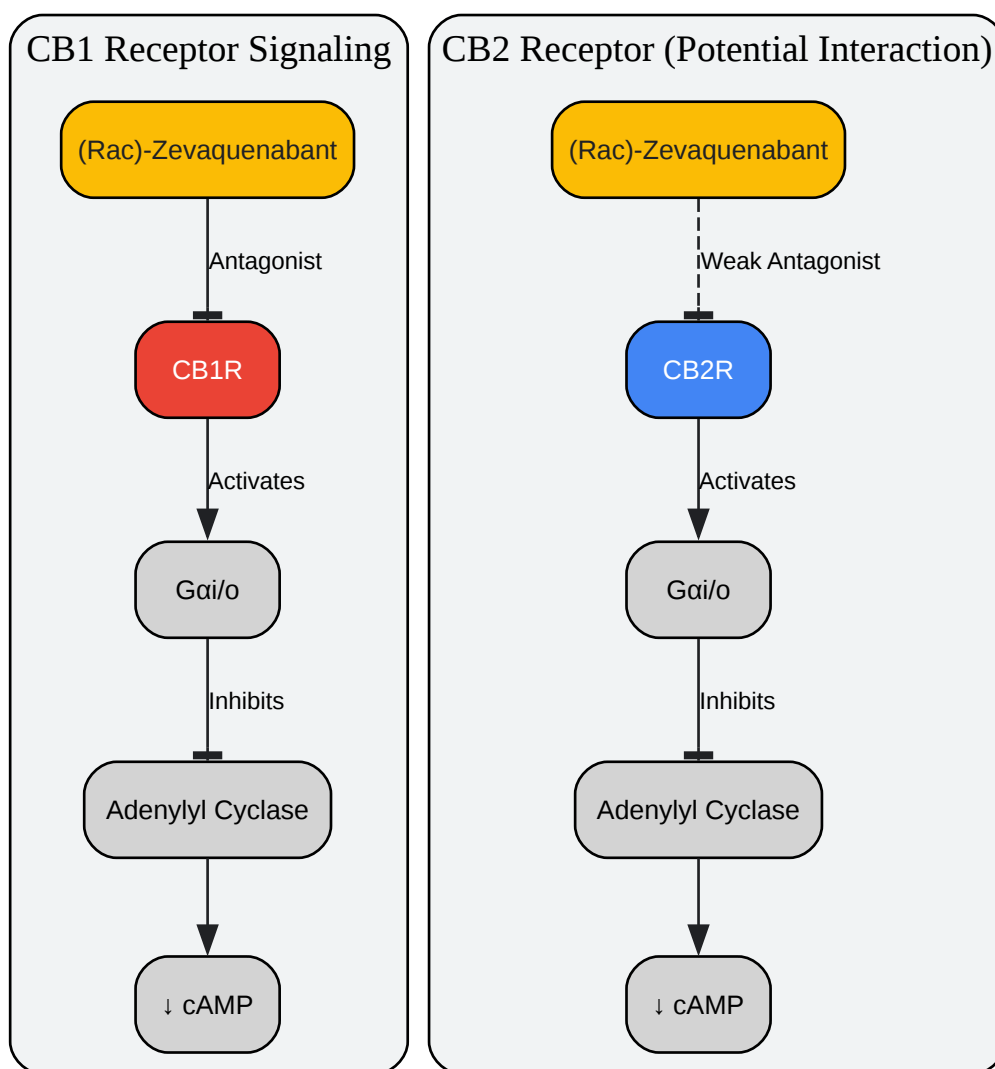 CB1 Receptor Signaling
(Rac)-Zevaquenabant
Antagonist
CB1R
Activates
Gαi/o
Inhibits
Adenylyl Cyclase
↓ cAMP
CB2 Receptor (Potential Interaction)
(Rac)-Zevaquenabant
Weak Antagonist
CB2R
Activates
Gαi/o
Inhibits
Adenylyl Cyclase
↓ cAMP